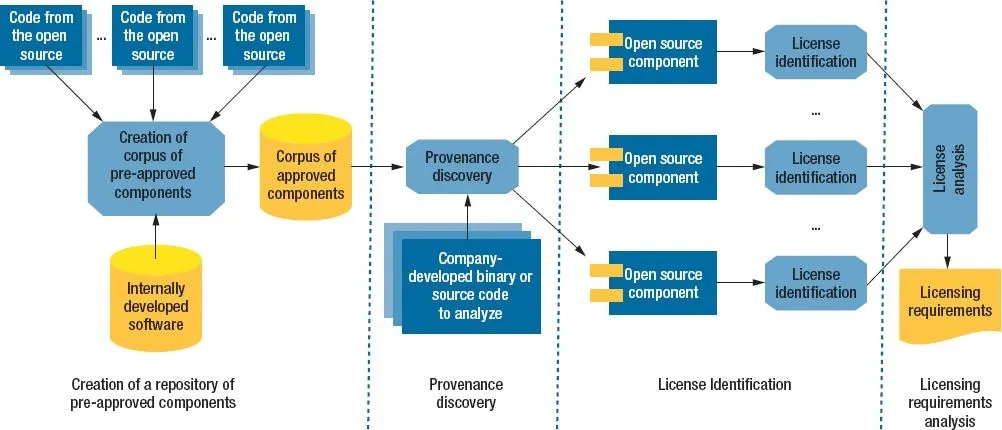 Code from
the open
source
...
Code from
the open
source
...
Code from
the open
source
Creation of
corpus of
pre-approved
components
Corpus of
approved
components
Internally
developed
software
Creation of a repository of
pre-approved components
Provenance
discovery
Company-
developed binary or
source code
to analyze
Provenance
discovery
Open source
component
License
identification
...
Open source
component
License
identification
...
Open source
component
License
identification
License Identification
License
analysis
Licensing
requirements
Licensing
requirements
analysis